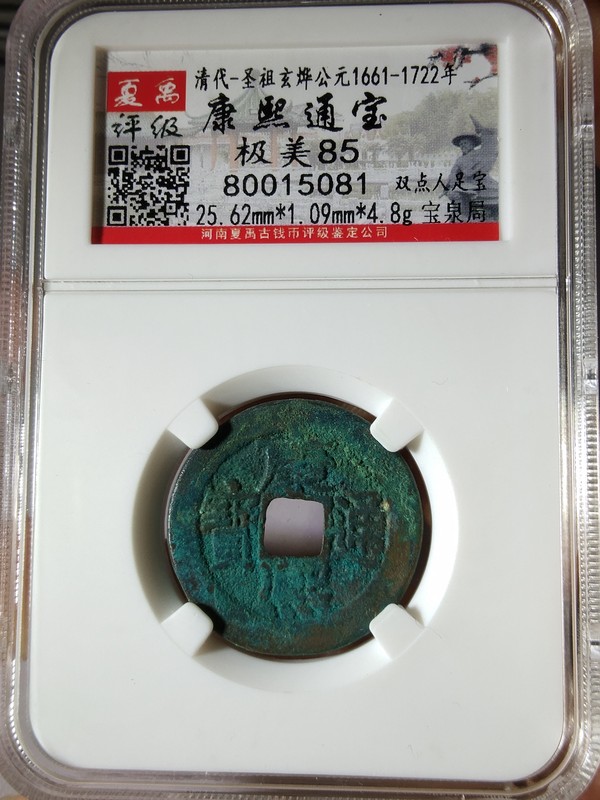 清代-圣祖玄烨公元1661-1722年
夏禹
评级
康熙通宝
极美85
80015081
双点人足宝
25.62mm*1.09mm*4.8g 宝泉局
河南夏禹古钱币评级鉴定公司